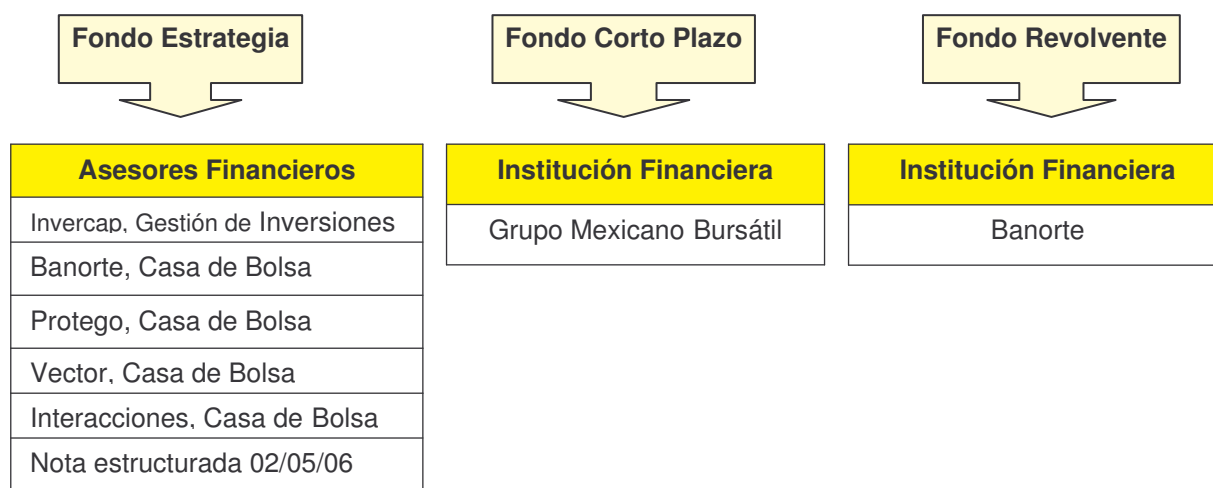 Fondo Estrategia
Asesores Financieros
Invercap, Gestión de Inversiones
Banorte, Casa de Bolsa
Protego, Casa de Bolsa
Vector, Casa de Bolsa
Interacciones, Casa de Bolsa
Nota estructurada 02/05/06
Fondo Corto Plazo
Institución Financiera
Grupo Mexicano Bursátil
Fondo Revolvente
Institución Financiera
Banorte